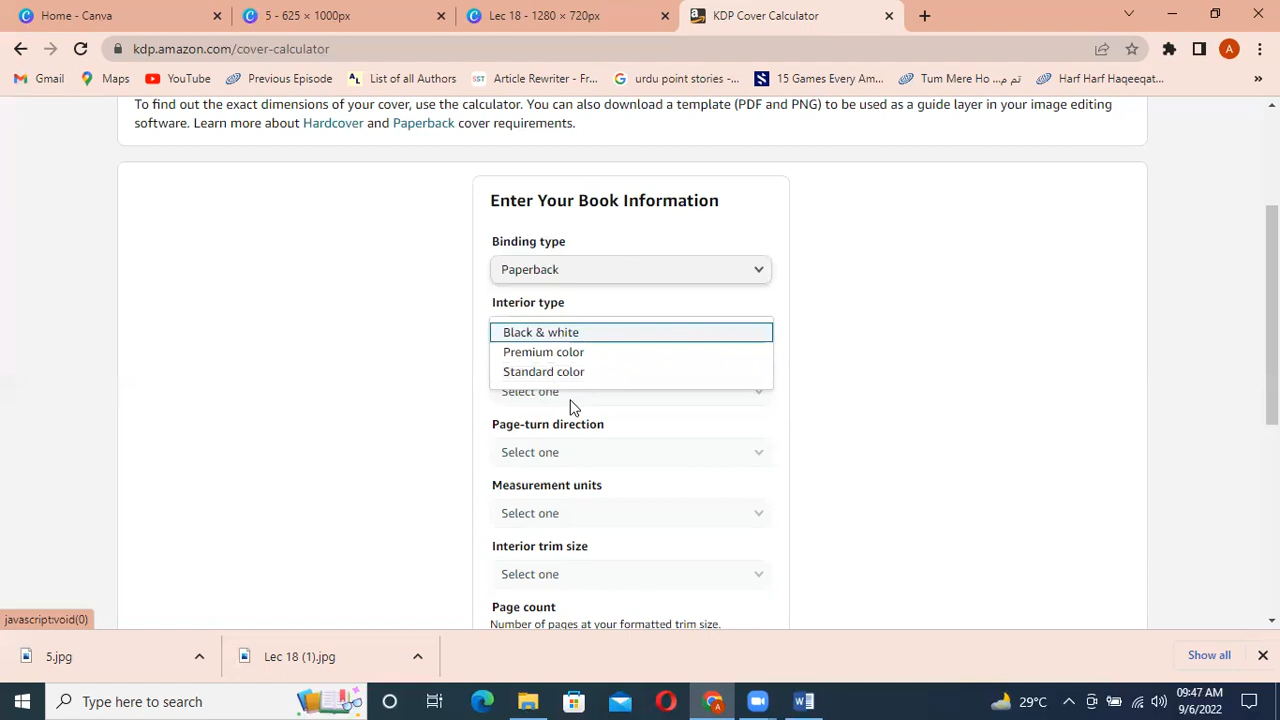 Home - Canva
5 - 625 × 1000px
Lec 18 - 1280 × 720px
KDP Cover Calculator
kdp.amazon.com/cover-calculator
A
Gmail
Maps
YouTube
Previous Episode
List of all Authors
SST Article Rewriter - Fr...
urdu point stories -...
15 Games Every Am...
Tum Mere Ho ... تم م
Harf Harf Haqeeqat...
To find out the exact dimensions of your cover, use the calculator. You can also download a template (PDF and PNG) to be used as a guide layer in your image editing
software. Learn more about Hardcover and Paperback cover requirements.
Enter Your Book Information
Binding type
Paperback
Interior type
Black & white
Premium color
Standard color
Select one
Page-turn direction
Select one
Measurement units
Select one
Interior trim size
Select one
Page count
Number of pages at your formatted trim size.
javascript:void(0)
5.jpg
Lec 18 (1).jpg
Show all
Type here to search
29°C
09:47 AM
9/6/2022